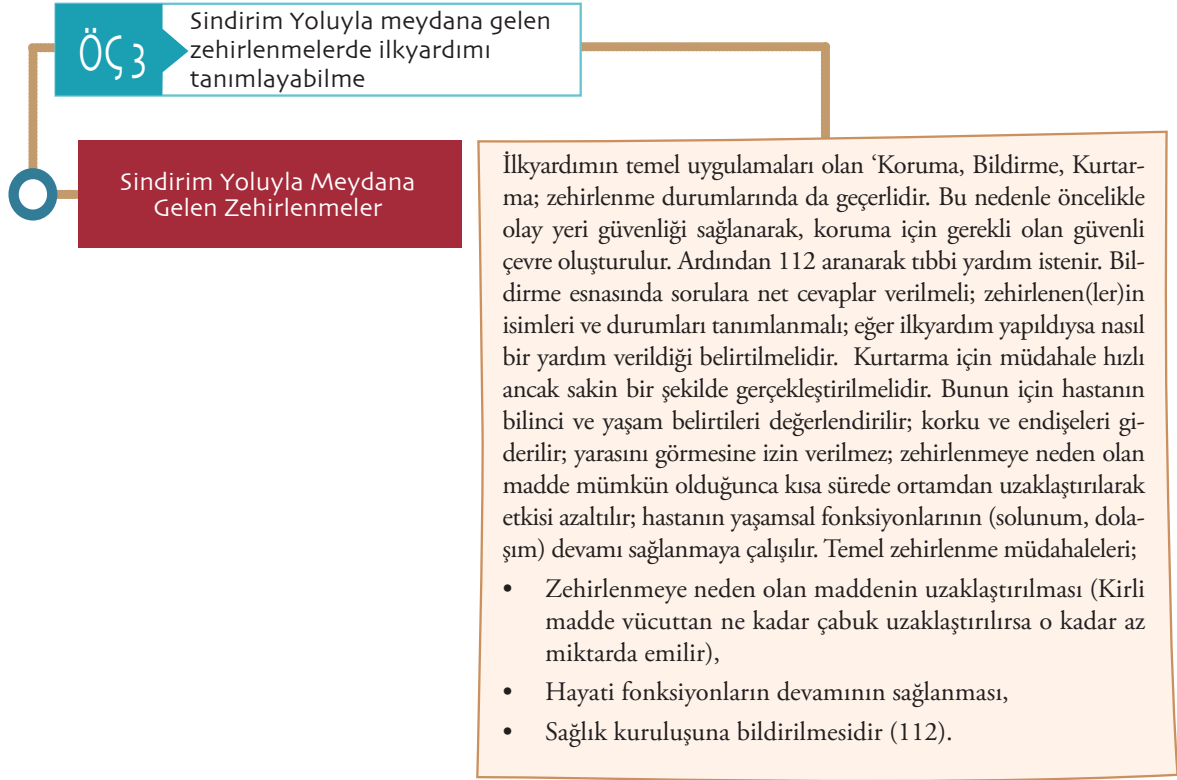 ÖÇ 3
Sindirim Yoluyla meydana gelen
zehirlenmelerde ilkyardımı
tanımlayabilme
Sindirim Yoluyla Meydana
Gelen Zehirlenmeler
İlkyardımın temel uygulamaları olan ‘Koruma, Bildirme, Kurtar-
ma; zehirlenme durumlarında da geçerlidir. Bu nedenle öncelikle
olay yeri güvenliği sağlanarak, koruma için gerekli olan güvenli
çevre oluşturulur. Ardından 112 aranarak tıbbi yardım istenir. Bil-
dirme esnasında sorulara net cevaplar verilmeli; zehirlenen(ler)in
isimleri ve durumları tanımlanmalı; eğer ilkyardım yapıldıysa nasıl
bir yardım verildiği belirtilmelidir. Kurtarma için müdahale hızlı
ancak sakin bir şekilde gerçekleştirilmelidir. Bunun için hastanın
bilinci ve yaşam belirtileri değerlendirilir; korku ve endişeleri gi-
derilir; yarasını görmesine izin verilmez; zehirlenmeye neden olan
madde mümkün olduğunca kısa sürede ortamdan uzaklaştırılarak
etkisi azaltılır; hastanın yaşamsal fonksiyonlarının (solunum, dola-
şım) devamı sağlanmaya çalışılır. Temel zehirlenme müdahaleleri;
• Zehirlenmeye neden olan maddenin uzaklaştırılması (Kirli
madde vücuttan ne kadar çabuk uzaklaştırılırsa o kadar az
miktarda emilir),
• Hayati fonksiyonların devamının sağlanması,
• Sağlık kuruluşuna bildirilmesidir (112).